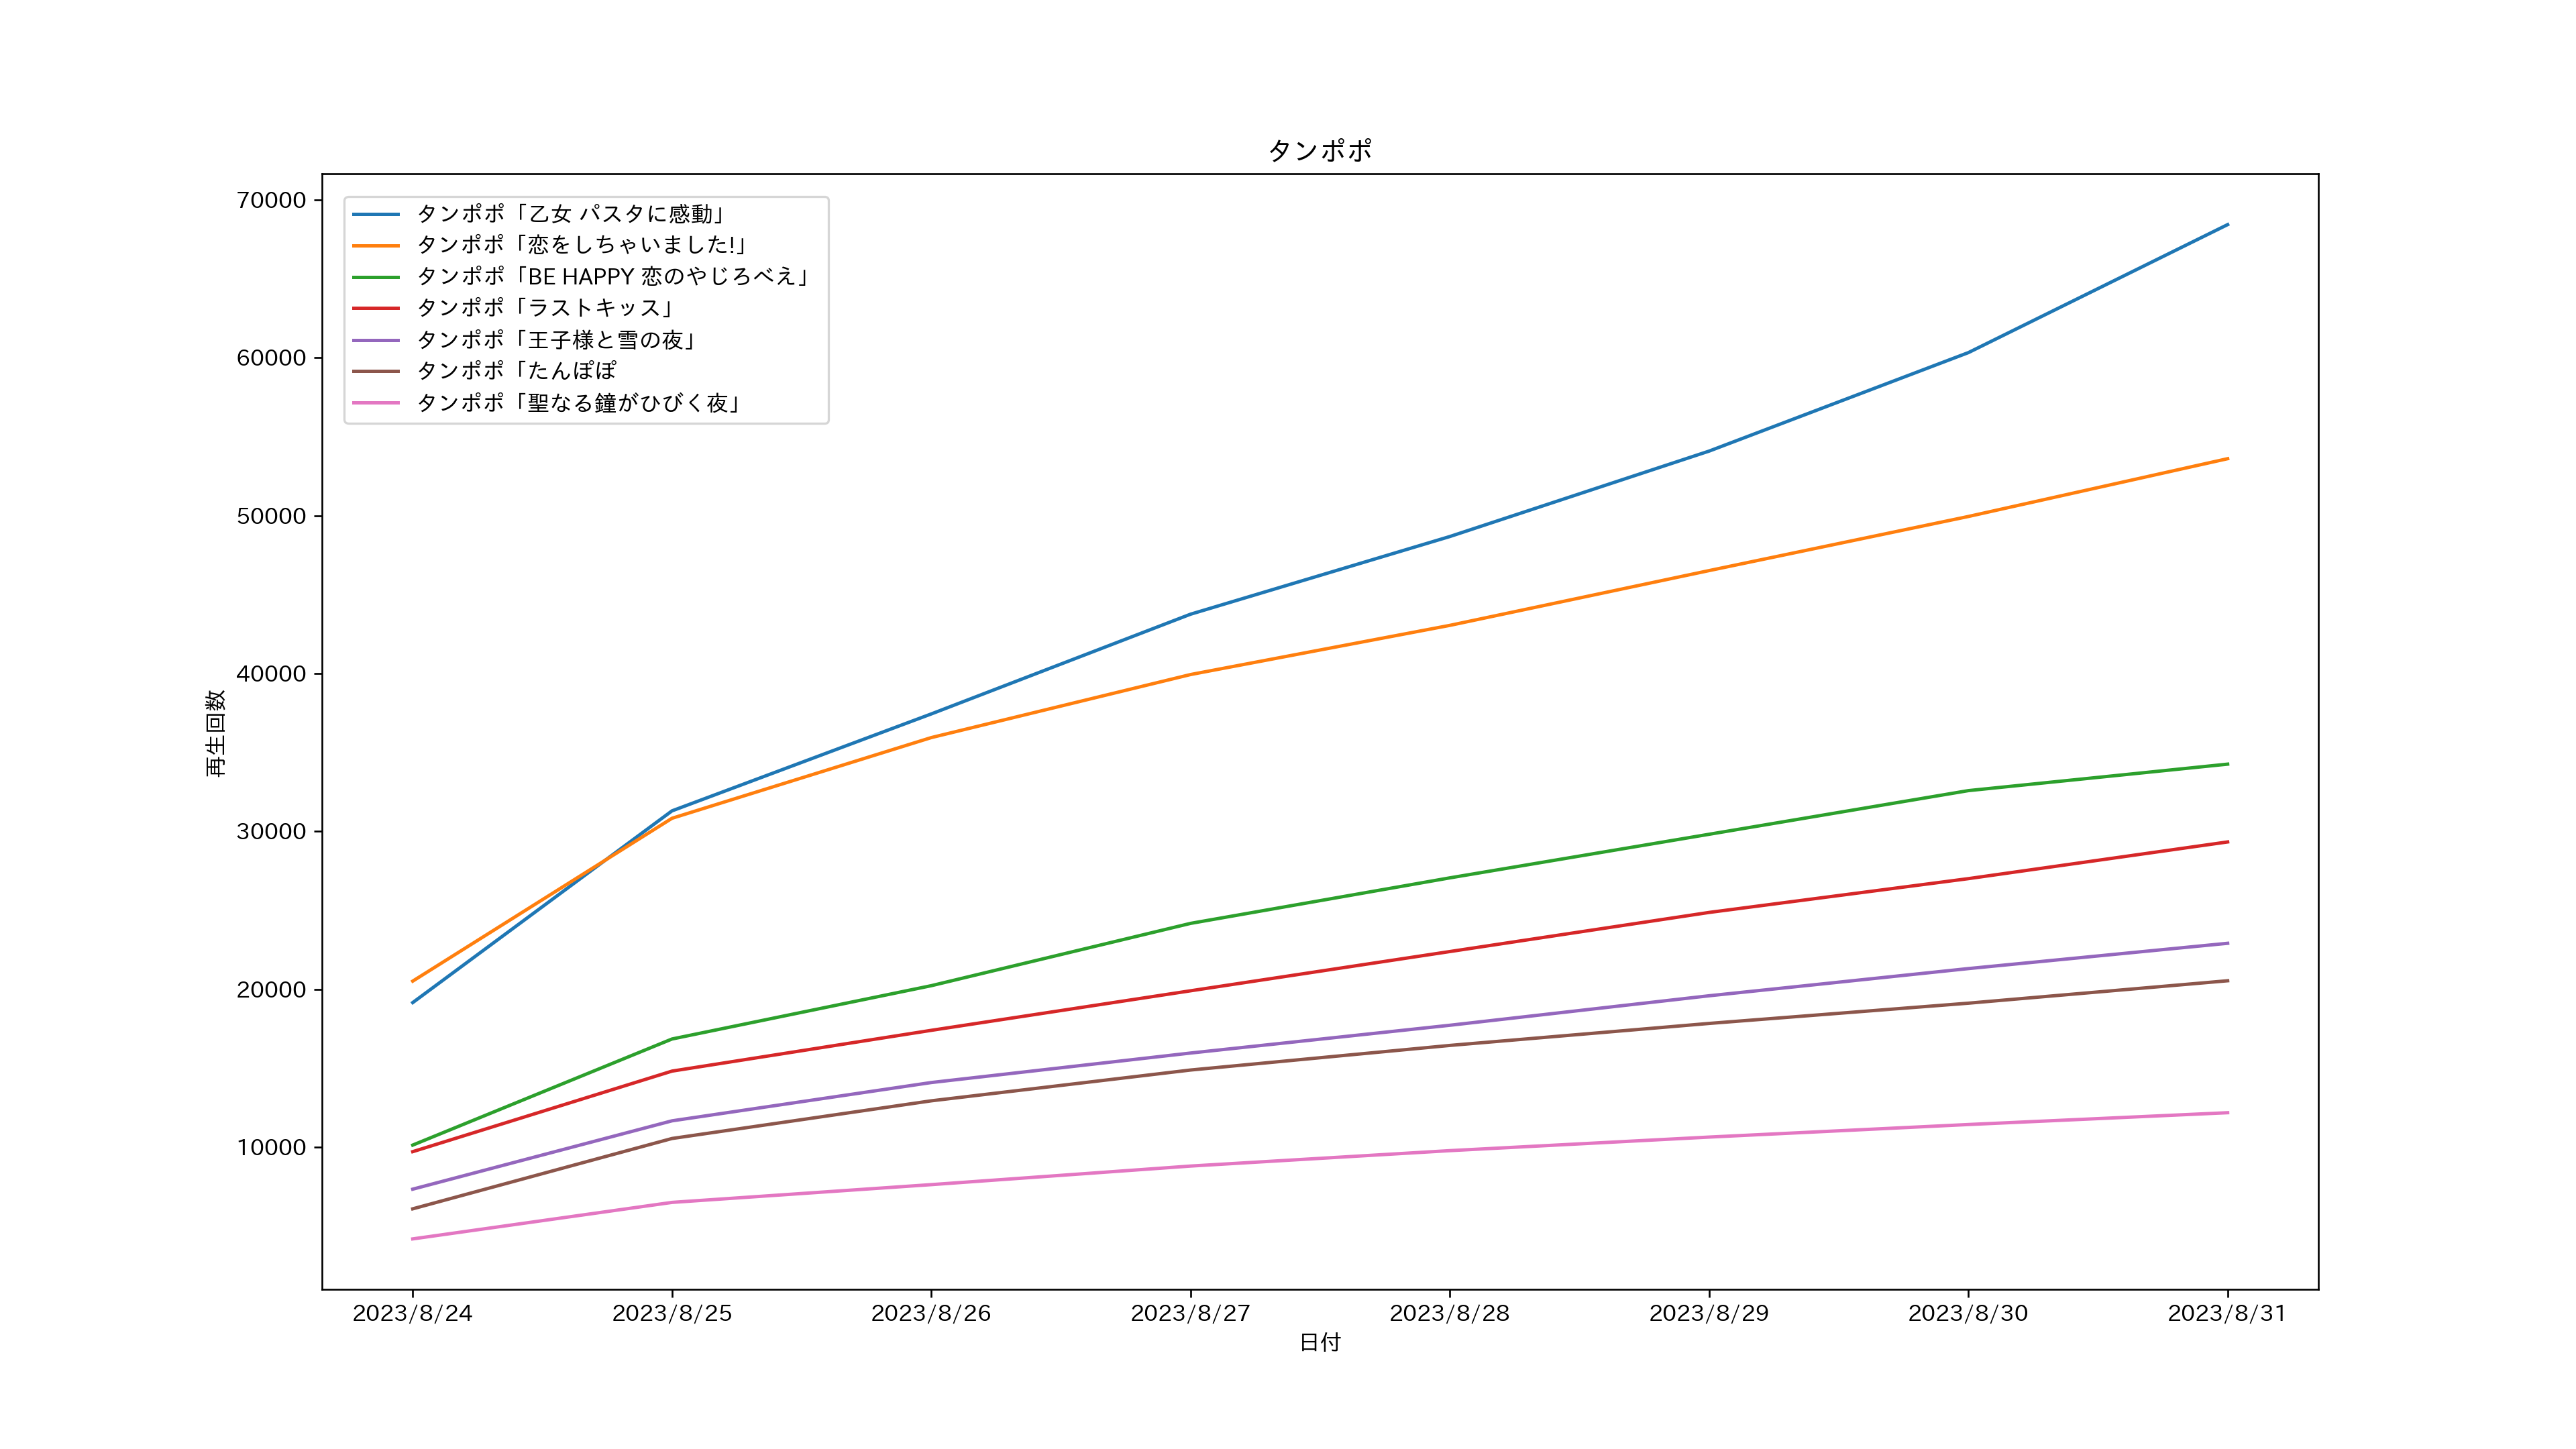 タンポポ
70000
60000
50000
40000
30000
20000
10000
再生回数
タンポポ「乙女 パスタに感動」
タンポポ「恋をしちゃいました!」
タンポポ「BE HAPPY 恋のやじろべえ」
タンポポ「ラストキッス」
タンポポ「王子様と雪の夜」
タンポポ「たんぽぽ
タンポポ「聖なる鐘がひびく夜」
2023/8/24 2023/8/25 2023/8/26 2023/8/27 2023/8/28 2023/8/29 2023/8/30 2023/8/31
日付